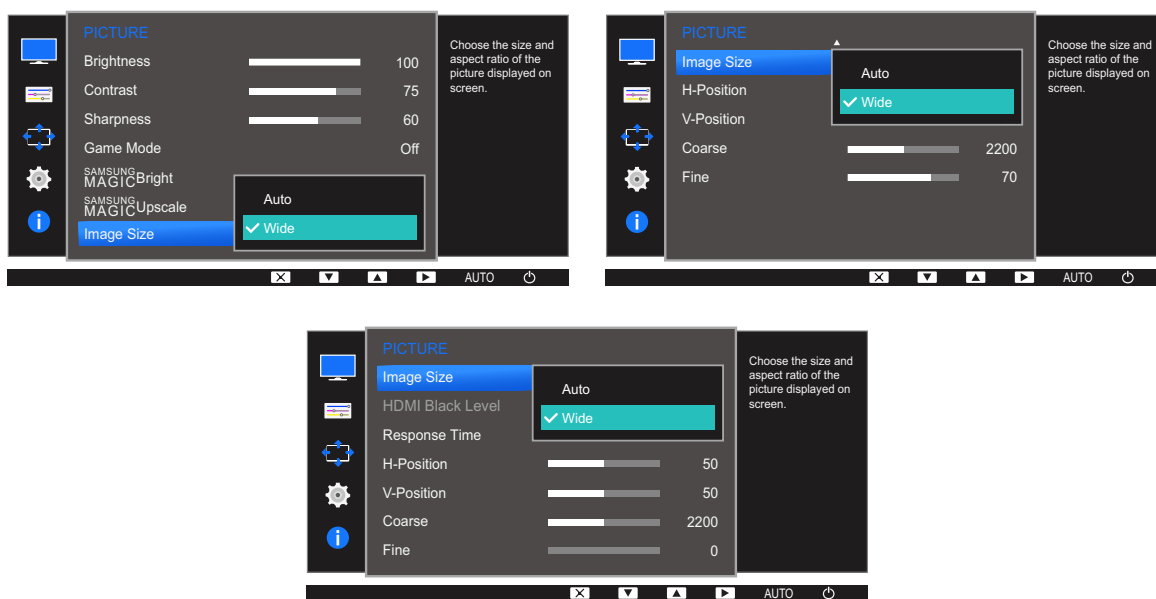 PICTURE
Brightness 100
Contrast 75
Sharpness 60
Game Mode Off
SAMSUNG
MAGICBright
SAMSUNG
MAGICUpscale
Image Size
Auto
Wide
Choose the size and
aspect ratio of the
picture displayed on
screen.
AUTO
PICTURE
Image Size
H-Position
V-Position
Coarse 2200
Fine 70
Auto
Wide
Choose the size and
aspect ratio of the
picture displayed on
screen.
AUTO
PICTURE
Image Size
HDMI Black Level
Response Time
Auto
Wide
H-Position 50
V-Position 50
Coarse 2200
Fine 0
Choose the size and
aspect ratio of the
picture displayed on
screen.
AUTO